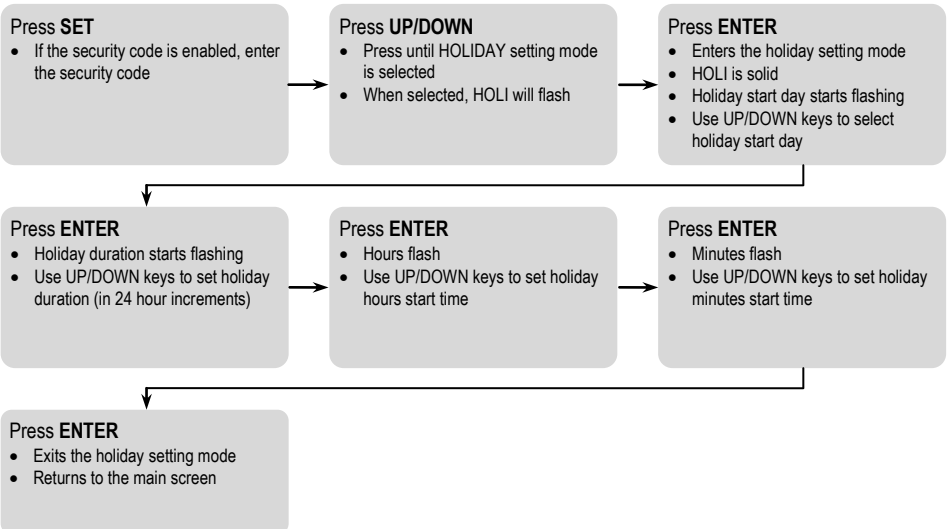 Press SET
• If the security code is enabled, enter
the security code
Press UP/DOWN
• Press until HOLIDAY setting mode
is selected
• When selected, HOLI will flash
Press ENTER
• Enters the holiday setting mode
• HOLI is solid
• Holiday start day starts flashing
• Use UP/DOWN keys to select
holiday start day
Press ENTER
• Holiday duration starts flashing
• Use UP/DOWN keys to set holiday
duration (in 24 hour increments)
Press ENTER
• Hours flash
• Use UP/DOWN keys to set holiday
hours start time
Press ENTER
• Minutes flash
• Use UP/DOWN keys to set holiday
minutes start time
Press ENTER
• Exits the holiday setting mode
• Returns to the main screen